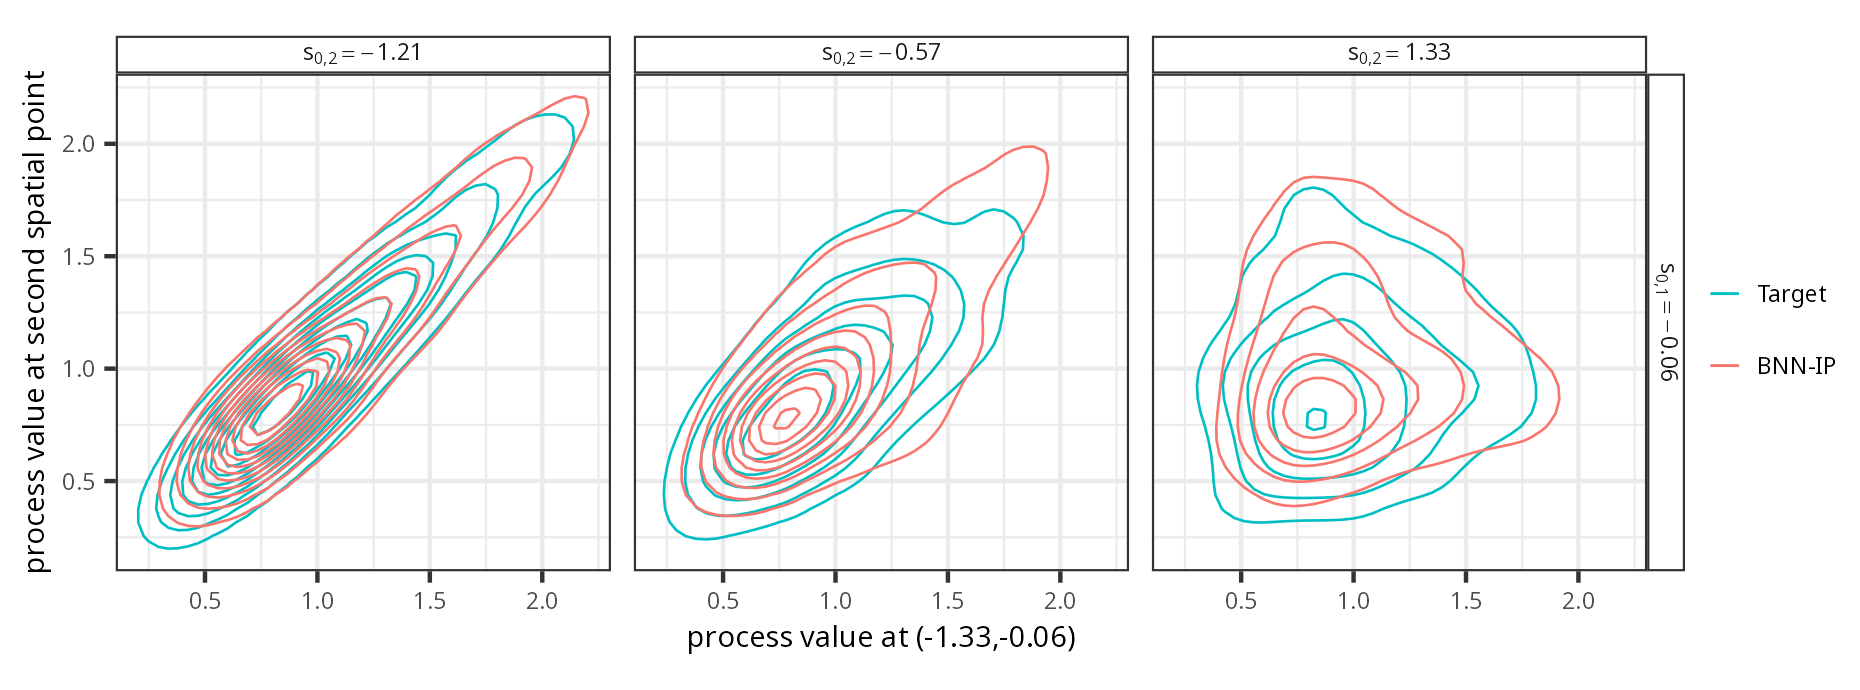 s0,2 = −1.21
s0,2 = −0.57
s0,2 = 1.33
process value at second spatial point
2.0
1.5
1.0
0.5
s0,1 = −0.06
Target
BNN-IP
0.5 1.0 1.5 2.0
0.5 1.0 1.5 2.0
0.5 1.0 1.5 2.0
process value at (-1.33,-0.06)